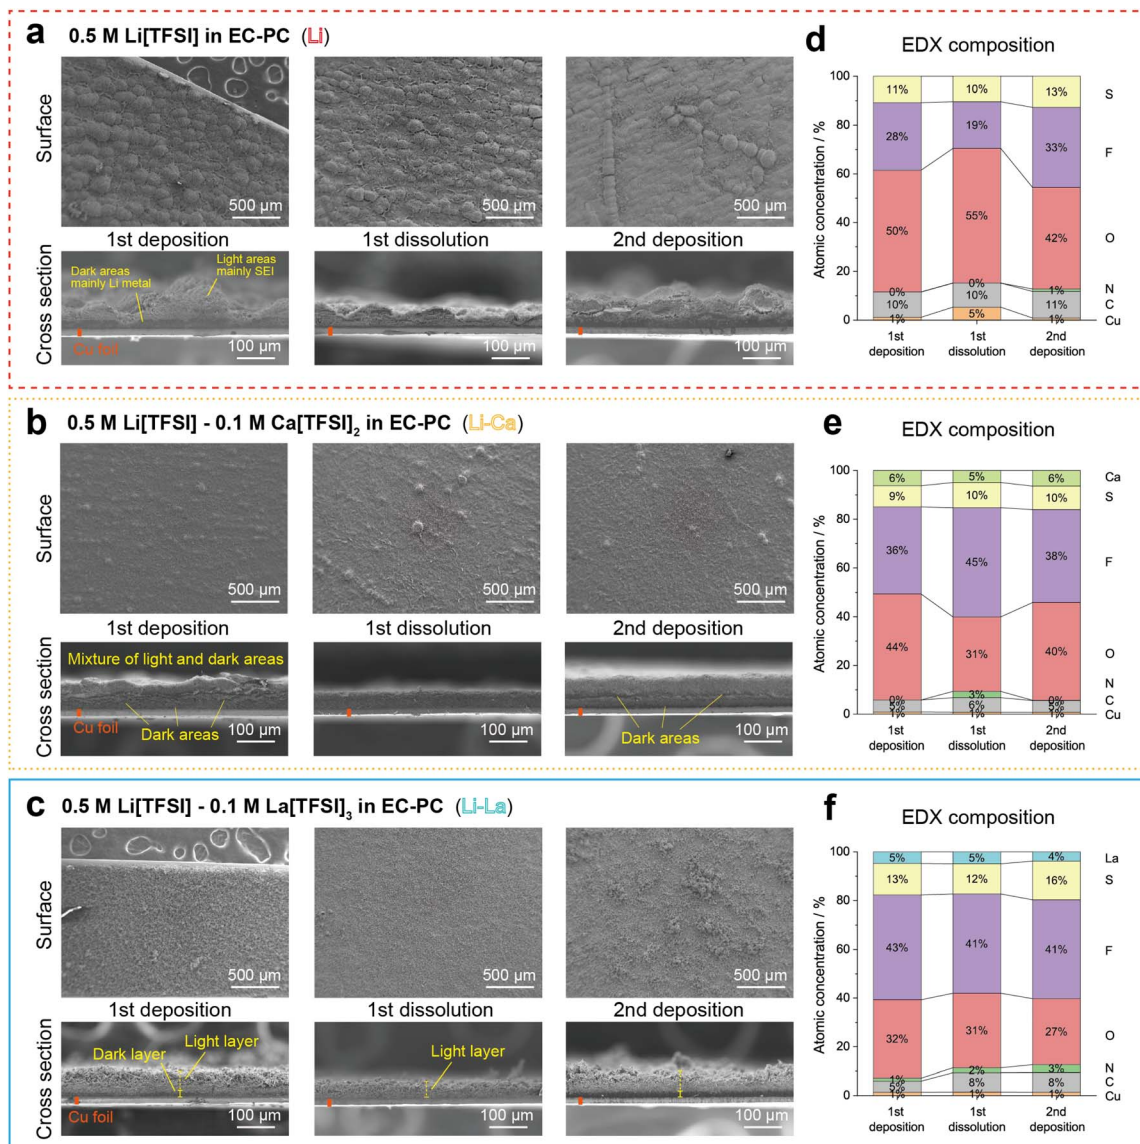 a 0.5 M Li[TFSI] in EC-PC (Li)
Surface
500 µm
500 µm
500 µm
1st deposition
1st dissolution
2nd deposition
Cross section
Dark areas
mainly Li metal
Light areas
mainly SEI
Cu foil
100 µm
100 µm
100 µm
d
EDX composition
Atomic concentration / %
100
80
60
40
20
0
11%
28%
50%
0%
10%
1%
10%
19%
55%
0%
10%
5%
13%
33%
42%
1%
11%
1%
S
F
O
N
C
Cu
1st
deposition
1st
dissolution
2nd
deposition
b 0.5 M Li[TFSI] - 0.1 M Ca[TFSI]2 in EC-PC (Li-Ca)
Surface
500 µm
500 µm
500 µm
1st deposition
1st dissolution
2nd deposition
Cross section
Mixture of light and dark areas
Cu foil
Dark areas
100 µm
100 µm
Dark areas
100 µm
e
EDX composition
Atomic concentration / %
100
80
60
40
20
0
6%
9%
36%
44%
0%
5%
1%
5%
10%
45%
31%
3%
6%
1%
6%
10%
38%
40%
0%
5%
1%
Ca
S
F
O
N
C
Cu
1st
deposition
1st
dissolution
2nd
deposition
c 0.5 M Li[TFSI] - 0.1 M La[TFSI]3 in EC-PC (Li-La)
Surface
500 µm
500 µm
500 µm
1st deposition
1st dissolution
2nd deposition
Cross section
Dark layer
Light layer
Cu foil
100 µm
Light layer
100 µm
100 µm
f
EDX composition
Atomic concentration / %
100
80
60
40
20
0
5%
13%
43%
32%
1%
5%
1%
5%
12%
41%
31%
2%
8%
1%
4%
16%
41%
27%
3%
8%
1%
La
S
F
O
N
C
Cu
1st
deposition
1st
dissolution
2nd
deposition